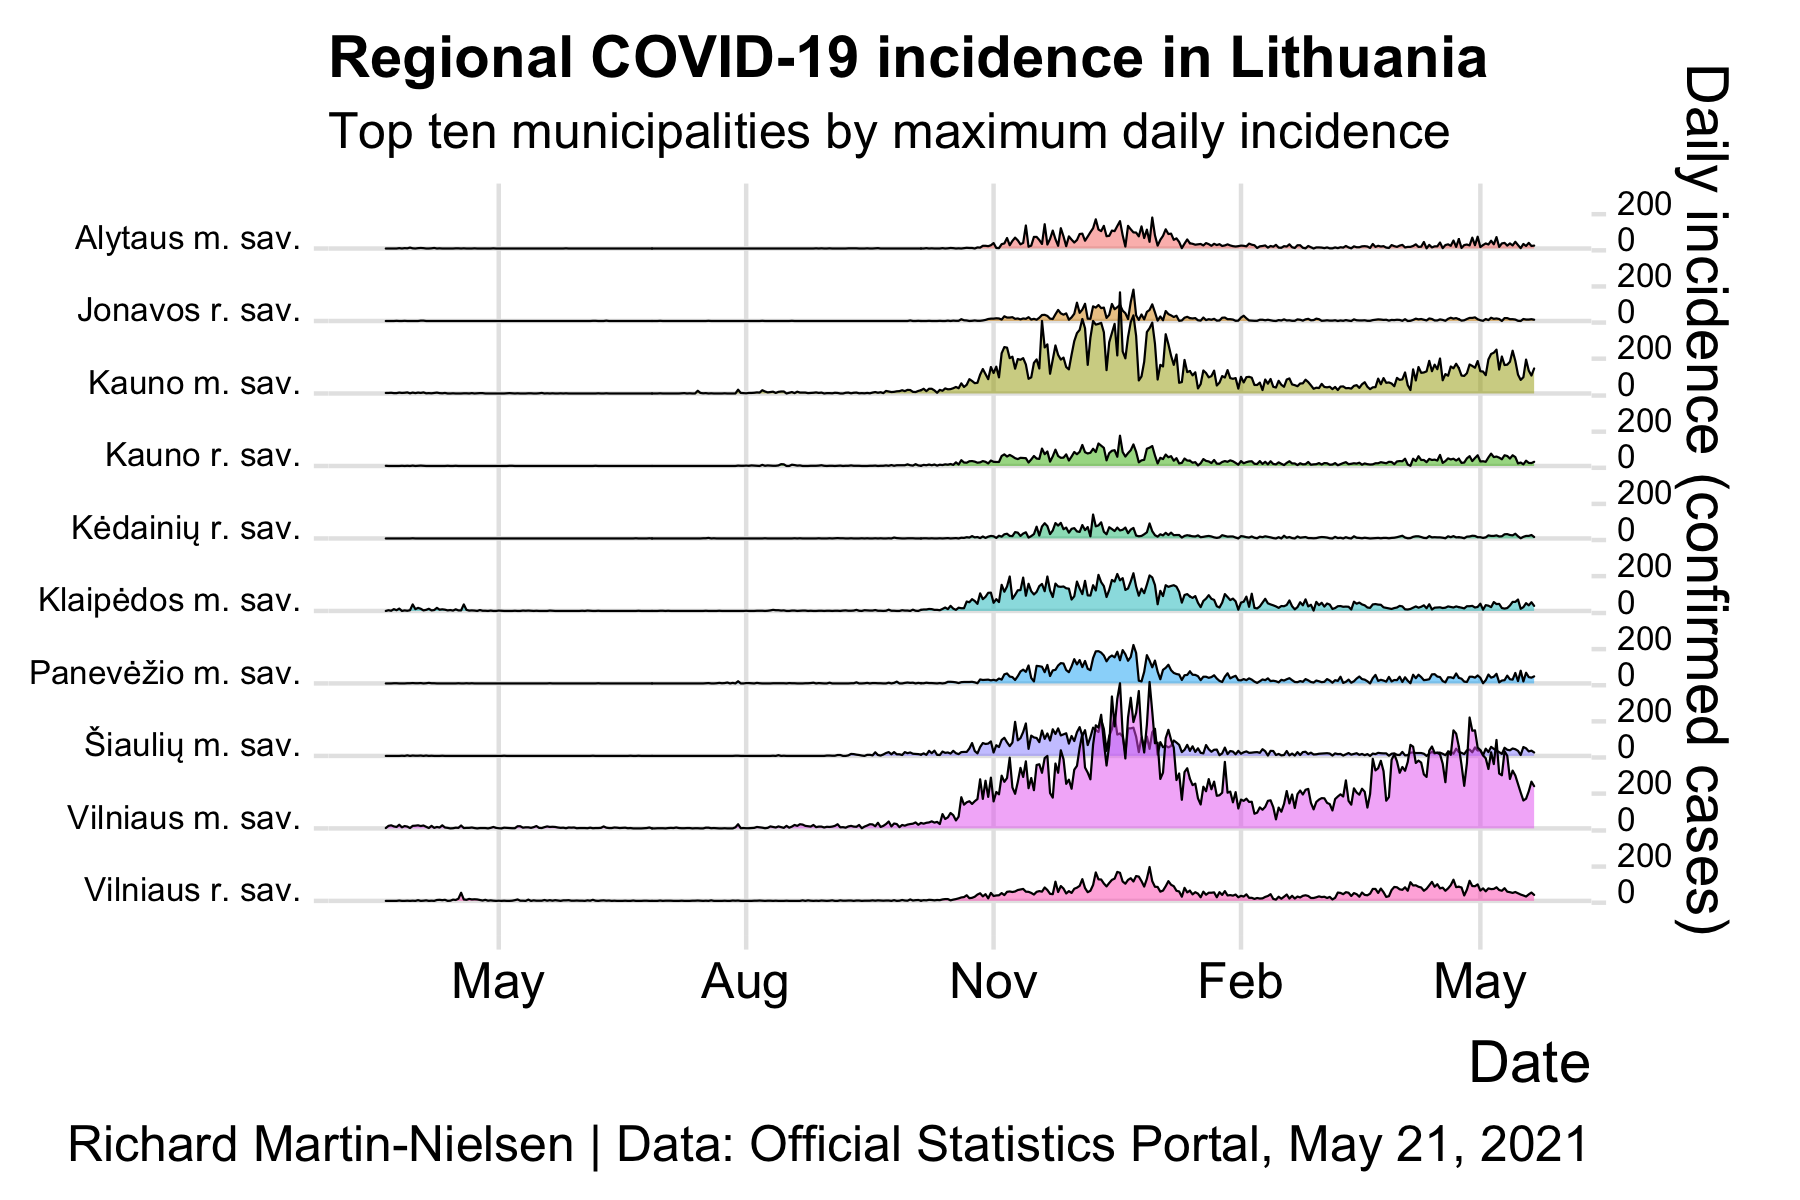 Regional COVID-19 incidence in Lithuania
Top ten municipalities by maximum daily incidence
Daily incidence (confirmed cases)
Alytaus m. sav.
200
0
Jonavos r. sav.
200
0
Kauno m. sav.
200
0
Kauno r. sav.
200
0
Kėdainių r. sav.
200
0
Klaipėdos m. sav.
200
0
Panevėžio m. sav.
200
0
Šiaulių m. sav.
200
0
Vilniaus m. sav.
200
0
Vilniaus r. sav.
200
0
May Aug Nov Feb May
Date
Richard Martin-Nielsen | Data: Official Statistics Portal, May 21, 2021